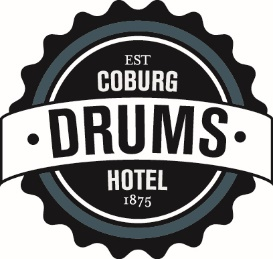 EST
COBURG
• DRUMS •
HOTEL
1875